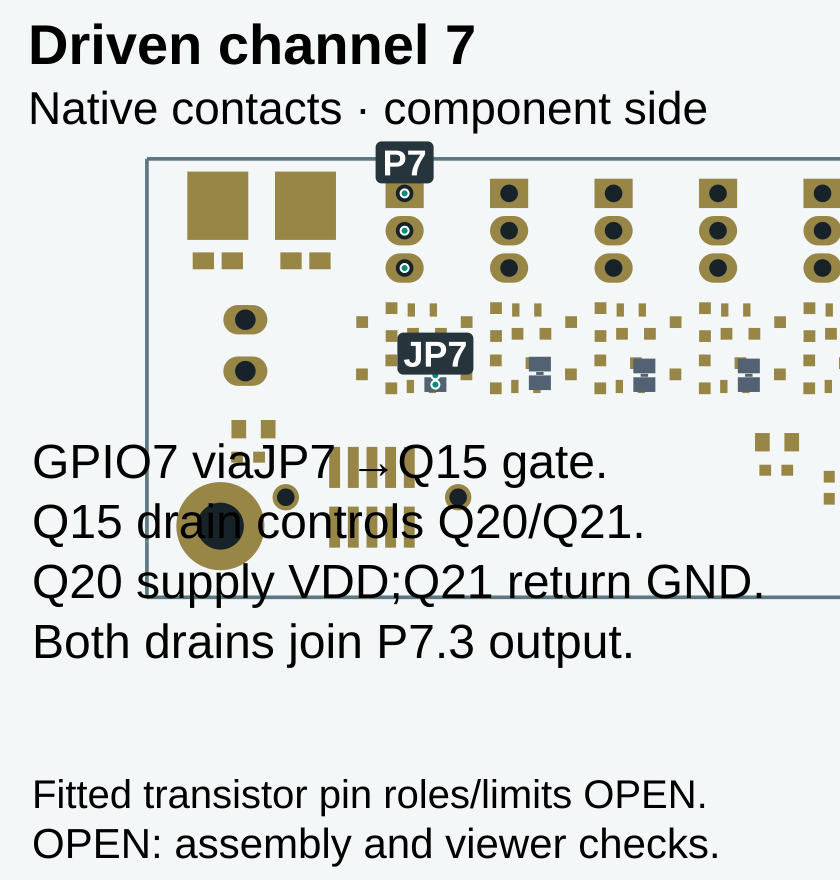 Driven channel 7
Native contacts · component side
P7
JP7
GPIO7 viaJP7 →Q15 gate.
Q15 drain controls Q20/Q21.
Q20 supply VDD;Q21 return GND.
Both drains join P7.3 output.
Fitted transistor pin roles/limits OPEN.
OPEN: assembly and viewer checks.